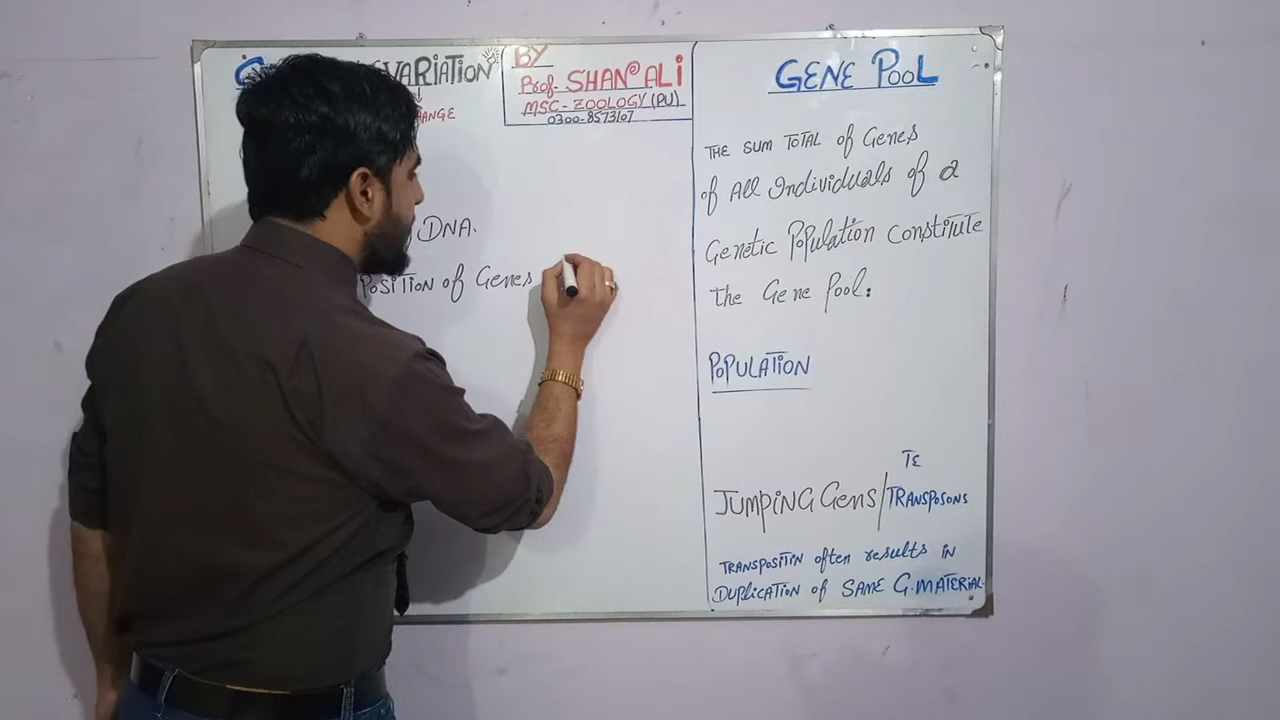 VARIATION
BY
Prof. SHAN ALI
MSC-ZOOLOGY (PU)
0300-8573107
DNA.
POSITION of Genes
GENE POOL
THE SUM TOTAL of Genes
of All Individuals of a
Genetic Population constitute
the Gene Pool:
POPULATION
TE
JUMPING Gens/TRANSPOSONS
TRANSPOSITIN often results in
DUPLICATION of SAME G.MATERIAL.